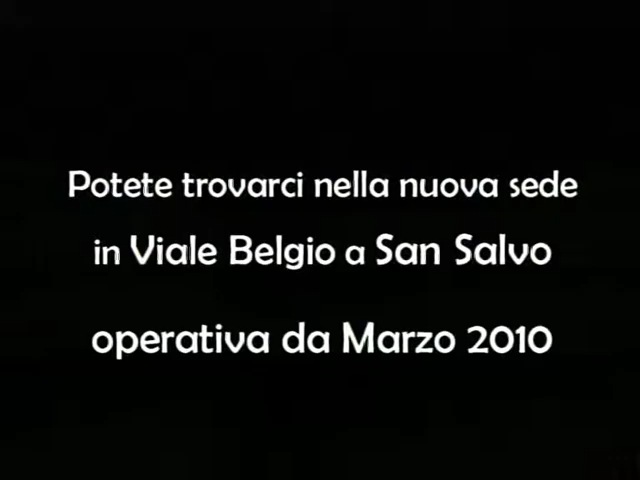 Potete trovarci nella nuova sede
in Viale Belgio a San Salvo
operativa da Marzo 2010